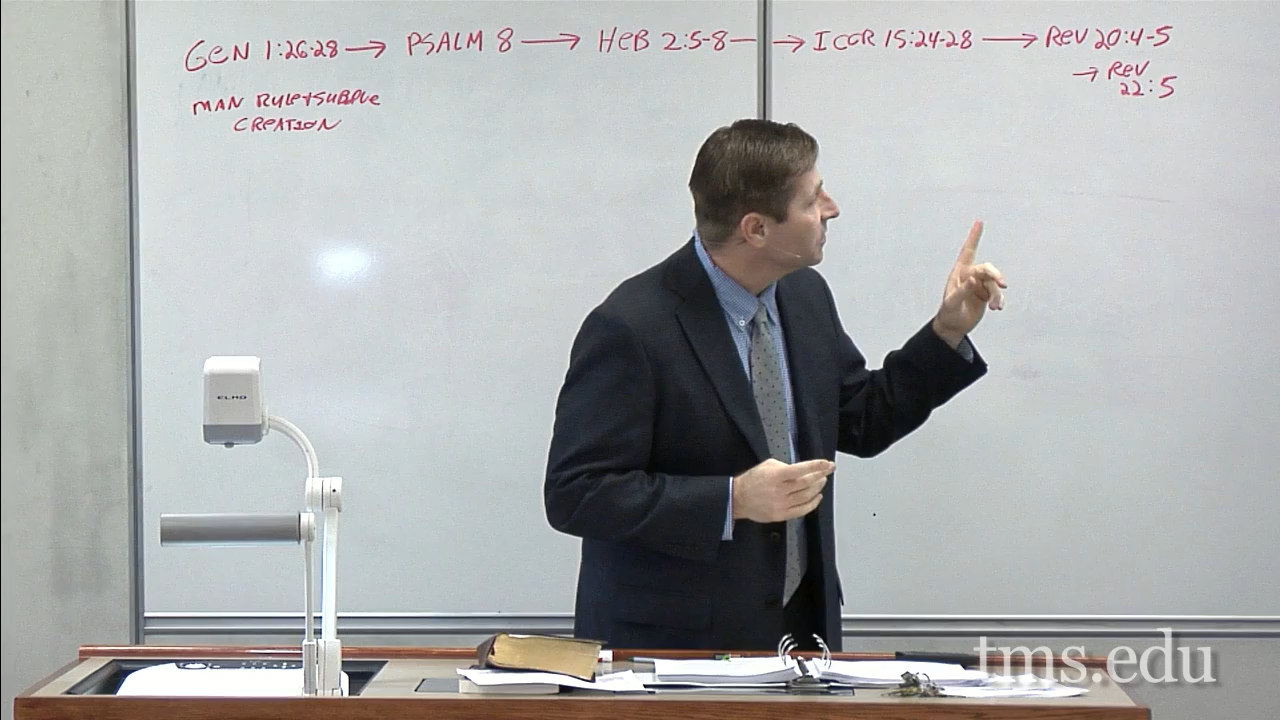 GEN 1:26-28 → PSALM 8 → HEB 2:5-8 → I COR 15:24-28 → REV 20:4-5
→ REV
22:5
MAN RULE + SUBDUE
CREATION
ELMO
tms.edu